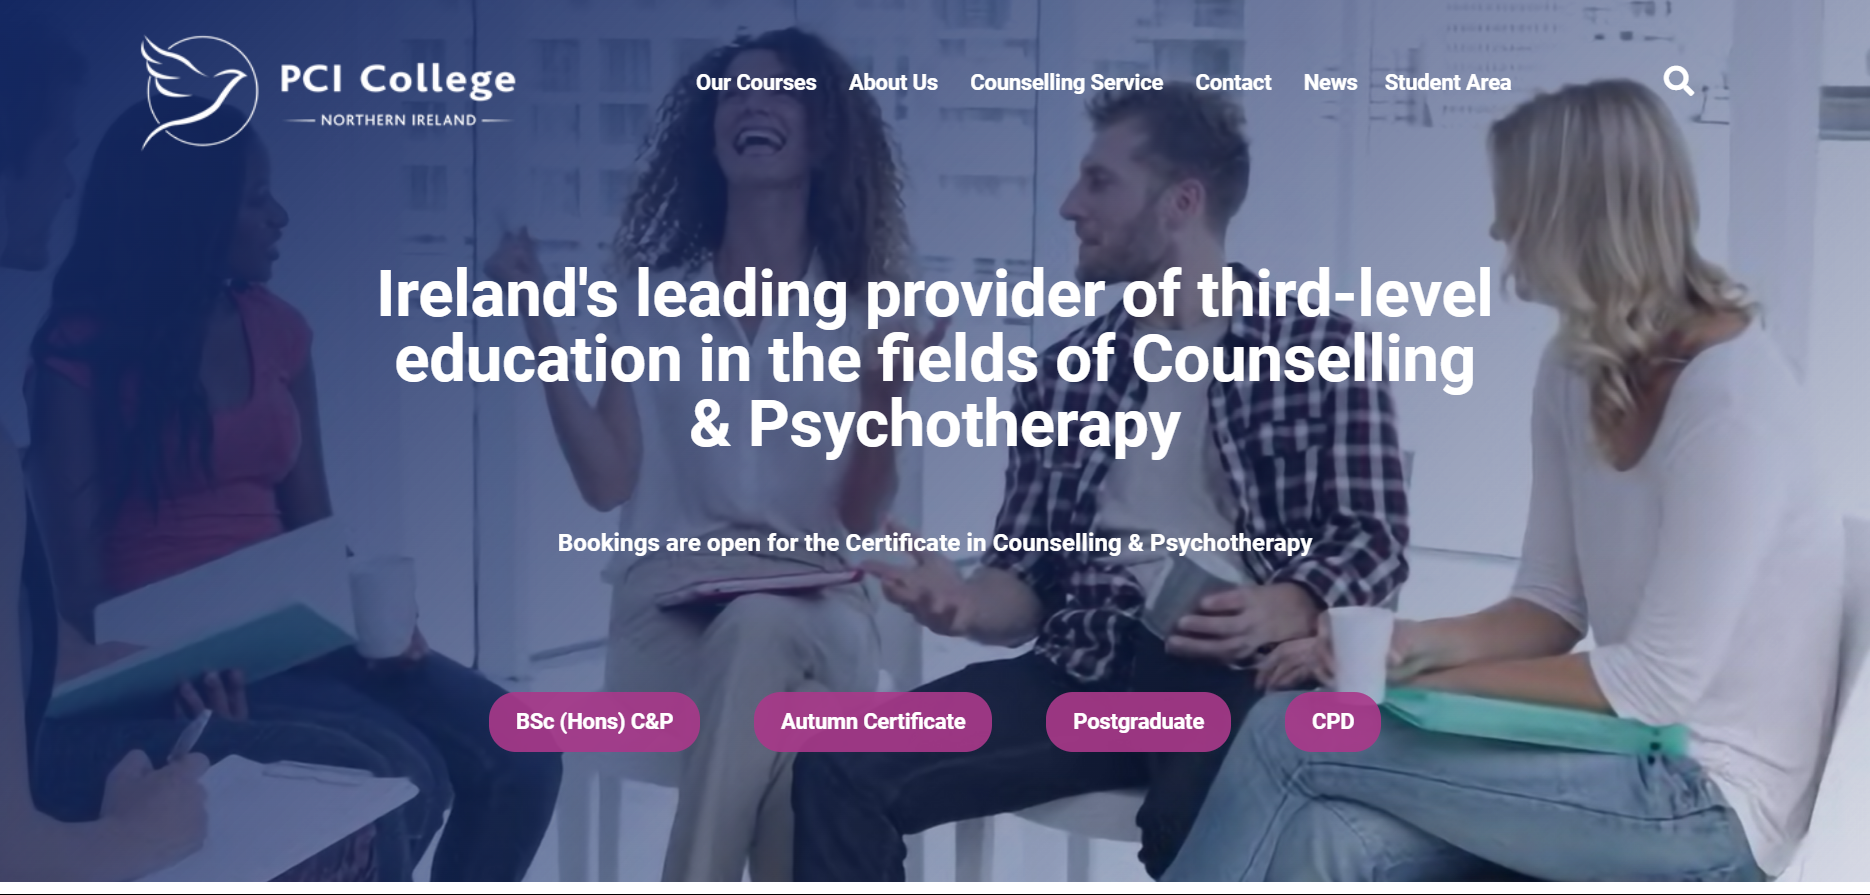 PCI College
NORTHERN IRELAND
Our Courses About Us Counselling Service Contact News Student Area
Ireland's leading provider of third-level
education in the fields of Counselling
& Psychotherapy
Bookings are open for the Certificate in Counselling & Psychotherapy
BSc (Hons) C&P Autumn Certificate Postgraduate CPD